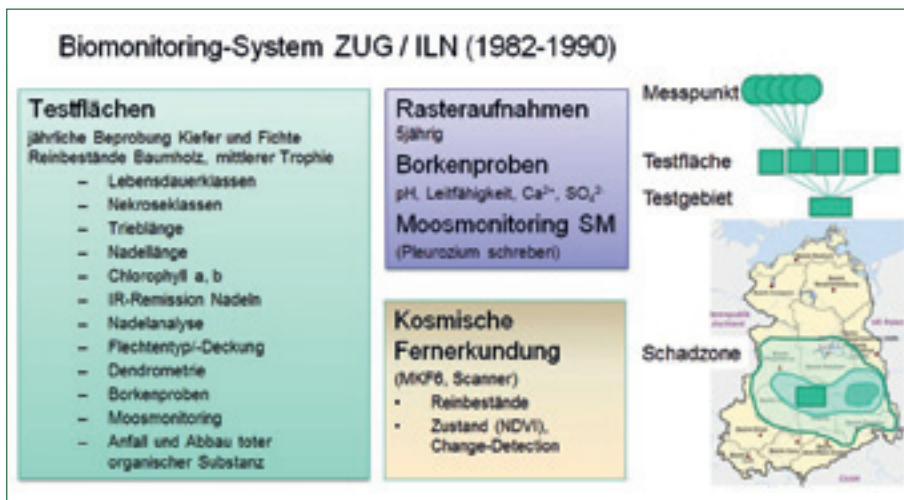 Biomonitoring-System ZUG / ILN (1982-1990)
Testflächen
jährliche Beprobung Kiefer und Fichte
Reinbestände Baumholz, mittlerer Trophie
– Lebensdauerklassen
– Nekroseklassen
– Trieblänge
– Nadellänge
– Chlorophyll a, b
– IR-Remission Nadeln
– Nadelanalyse
– Flechtentyp/-Deckung
– Dendrometrie
– Borkenproben
– Moosmonitoring
– Anfall und Abbau toter
organischer Substanz
Rasteraufnahmen
5jährig
Borkenproben
pH, Leitfähigkeit, Ca²⁺, SO₄²⁻
Moosmonitoring SM
(Pleurozium schreberi)
Kosmische
Fernerkundung
(MKF6, Scanner)
• Reinbestände
• Zustand (NDVI),
Change-Detection
Messpunkt
Testfläche
Testgebiet
Schadzone